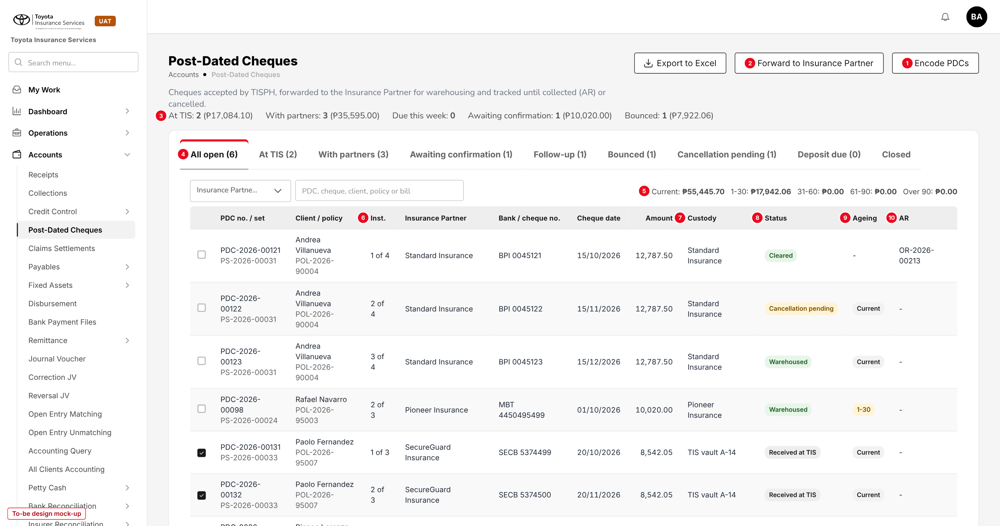 Toyota
Insurance Services
UAT
BA
Toyota Insurance Services
Search menu...
My Work
Dashboard
Operations
Accounts
Receipts
Collections
Credit Control
Post-Dated Cheques
Claims Settlements
Payables
Fixed Assets
Disbursement
Bank Payment Files
Remittance
Journal Voucher
Correction JV
Reversal JV
Open Entry Matching
Open Entry Unmatching
Accounting Query
All Clients Accounting
Petty Cash
Bank Reconciliation
To-be design mock-up
Insurer Reconciliation
Post-Dated Cheques
Accounts • Post-Dated Cheques
Export to Excel
2 Forward to Insurance Partner
1 Encode PDCs
Cheques accepted by TISPH, forwarded to the Insurance Partner for warehousing and tracked until collected (AR) or
cancelled.
3 At TIS: 2 (₱17,084.10) With partners: 3 (₱35,595.00) Due this week: 0 Awaiting confirmation: 1 (₱10,020.00) Bounced: 1 (₱7,922.06)
4 All open (6) At TIS (2) With partners (3) Awaiting confirmation (1) Follow-up (1) Bounced (1) Cancellation pending (1) Deposit due (0) Closed
Insurance Partne... PDC, cheque, client, policy or bill
5 Current: ₱55,445.70 1-30: ₱17,942.06 31-60: ₱0.00 61-90: ₱0.00 Over 90: ₱0.00
PDC no. / set Client / policy 6 Inst. Insurance Partner Bank / cheque no. Cheque date Amount 7 Custody 8 Status 9 Ageing 10 AR
PDC-2026-00121
PS-2026-00031
Andrea
Villanueva
POL-2026-
90004
1 of 4
Standard Insurance
BPI 0045121
15/10/2026
12,787.50
Standard
Insurance
Cleared
-
OR-2026-
00213
PDC-2026-
00122
PS-2026-00031
Andrea
Villanueva
POL-2026-
90004
2 of
4
Standard Insurance
BPI 0045122
15/11/2026
12,787.50
Standard
Insurance
Cancellation pending
Current
-
PDC-2026-
00123
PS-2026-00031
Andrea
Villanueva
POL-2026-
90004
3 of
4
Standard Insurance
BPI 0045123
15/12/2026
12,787.50
Standard
Insurance
Warehoused
Current
-
PDC-2026-
00098
PS-2026-00024
Rafael Navarro
POL-2026-
95003
2 of
3
Pioneer Insurance
MBT
4450495499
01/10/2026
10,020.00
Pioneer
Insurance
Warehoused
1-30
-
PDC-2026-00131
PS-2026-00033
Paolo Fernandez
POL-2026-
95007
1 of 3
SecureGuard
Insurance
SECB 5374499
20/10/2026
8,542.05
TIS vault A-14
Received at TIS
Current
-
PDC-2026-
00132
PS-2026-00033
Paolo Fernandez
POL-2026-
95007
2 of
3
SecureGuard
Insurance
SECB 5374500
20/11/2026
8,542.05
TIS vault A-14
Received at TIS
Current
-